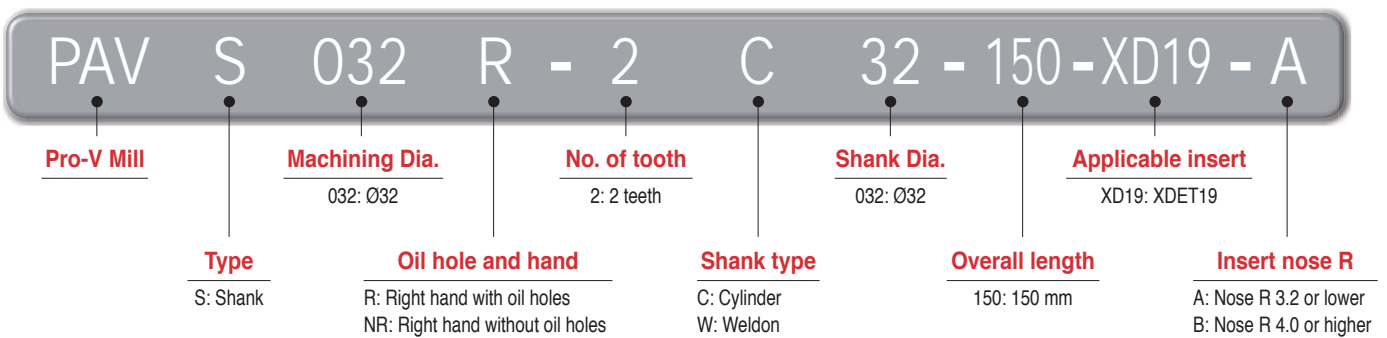 PAV S 032 R - 2 C 32 - 150 - XD19 - A
Pro-V Mill
Machining Dia.
032: Ø32
No. of tooth
2: 2 teeth
Shank Dia.
032: Ø32
Applicable insert
XD19: XDET19
Type
S: Shank
Oil hole and hand
R: Right hand with oil holes
NR: Right hand without oil holes
Shank type
C: Cylinder
W: Weldon
Overall length
150: 150 mm
Insert nose R
A: Nose R 3.2 or lower
B: Nose R 4.0 or higher